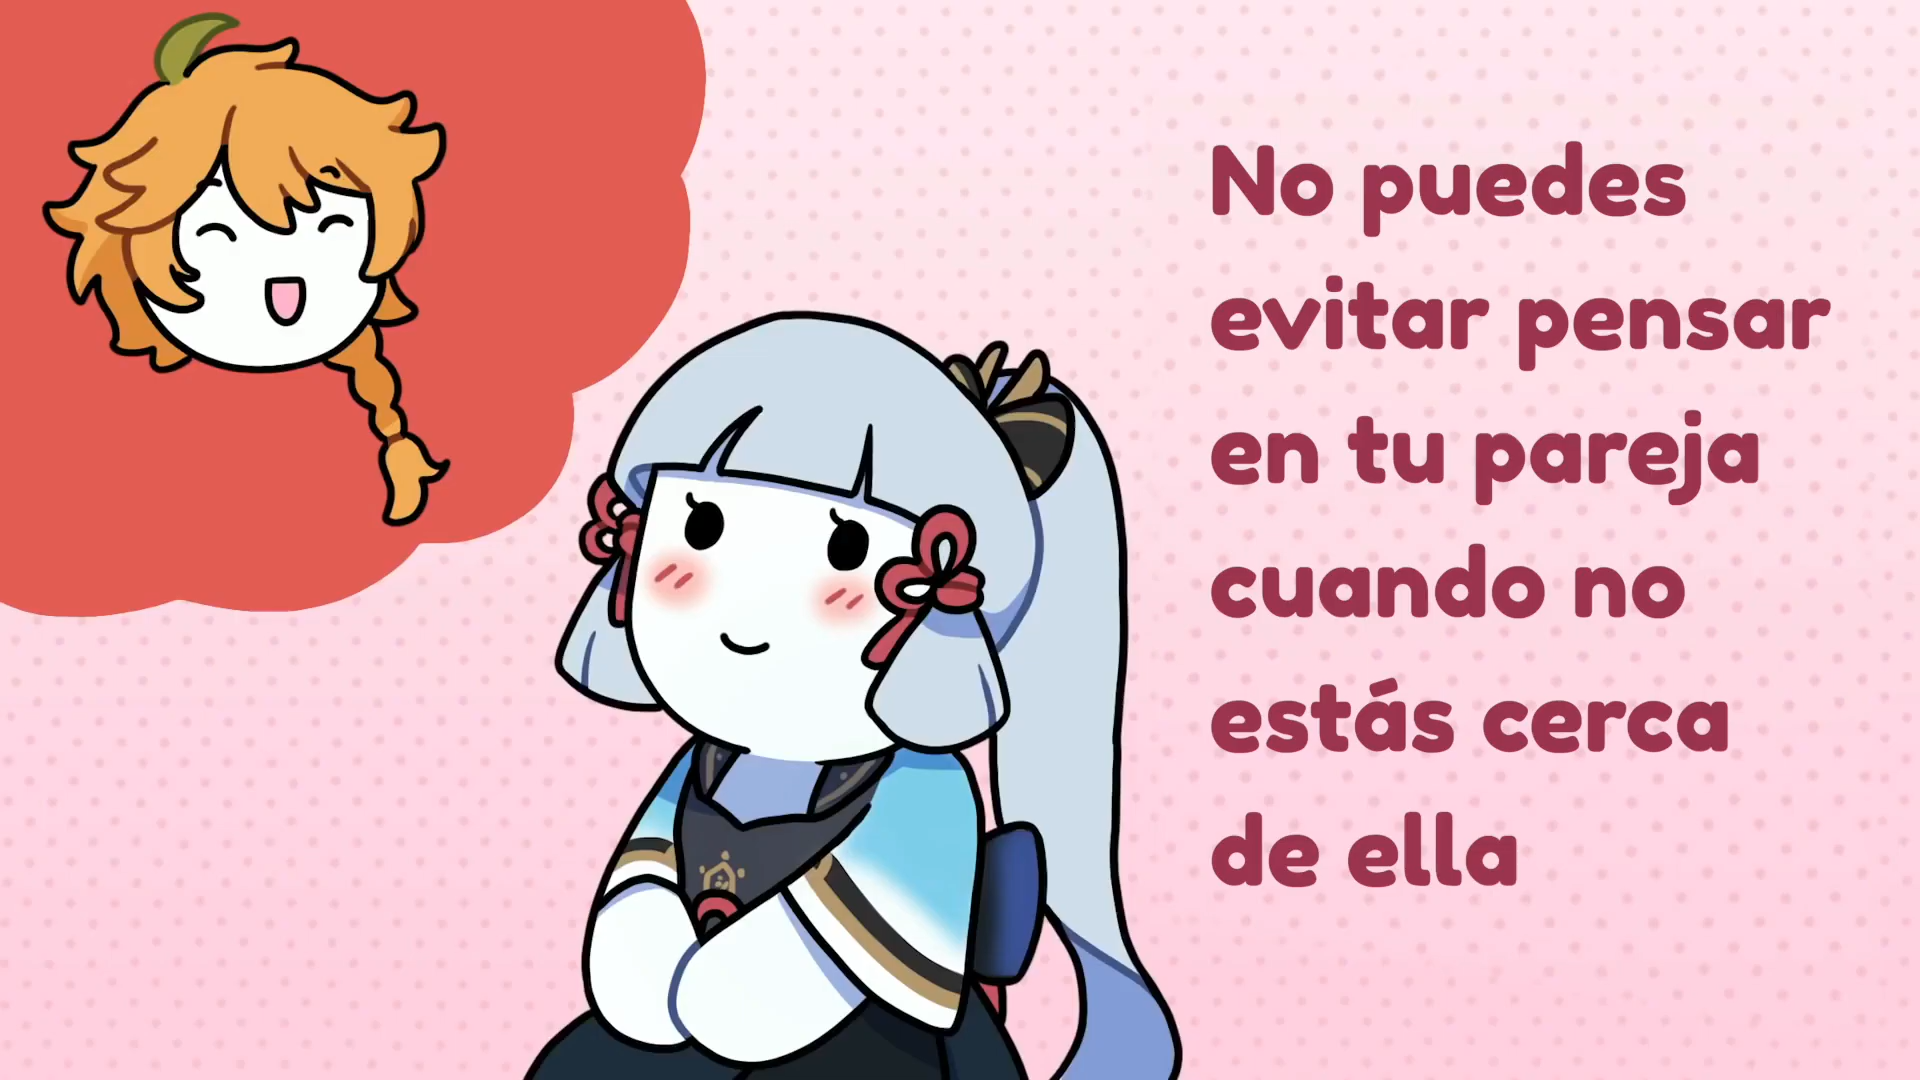 No puedes
evitar pensar
en tu pareja
cuando no
estás cerca
de ella